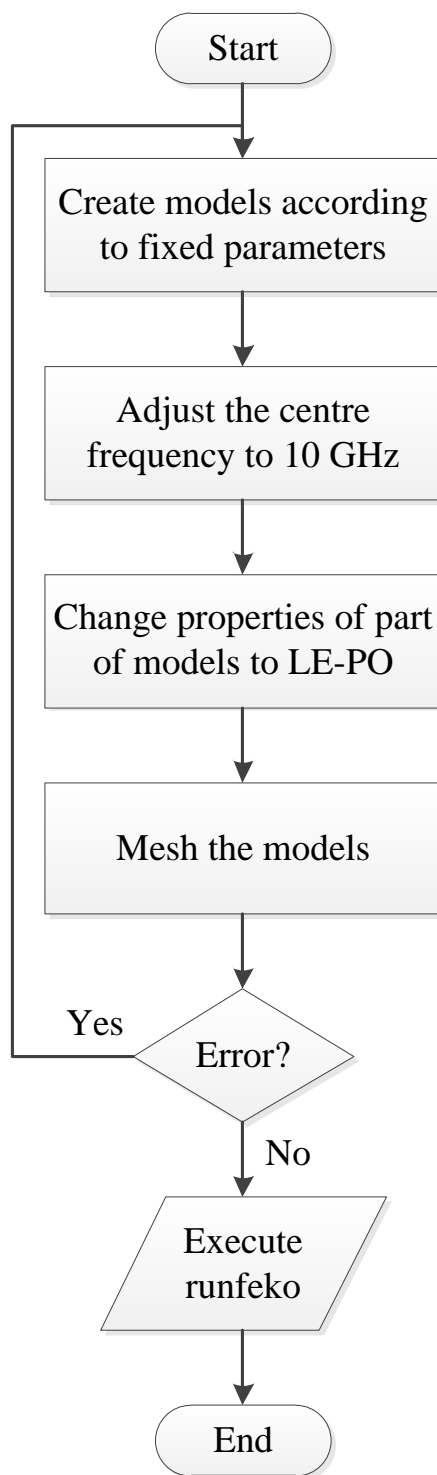 Start
Create models according
to fixed parameters
Adjust the centre
frequency to 10 GHz
Change properties of part
of models to LE-PO
Mesh the models
Yes
Error?
No
Execute
runfeko
End